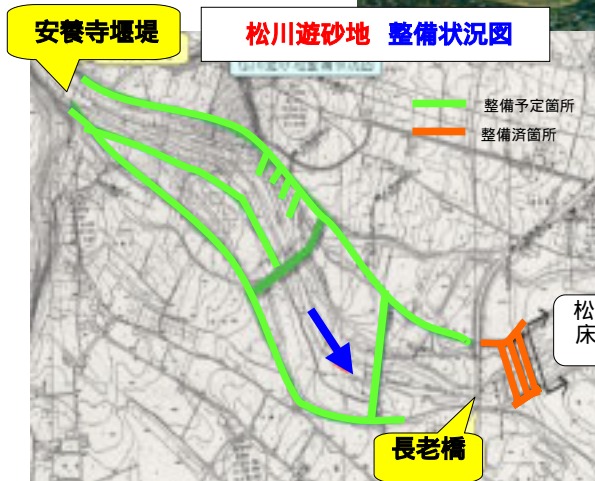 安養寺堰堤
松川遊砂地 整備状況図
整備予定箇所
整備済箇所
松
床
長老橋